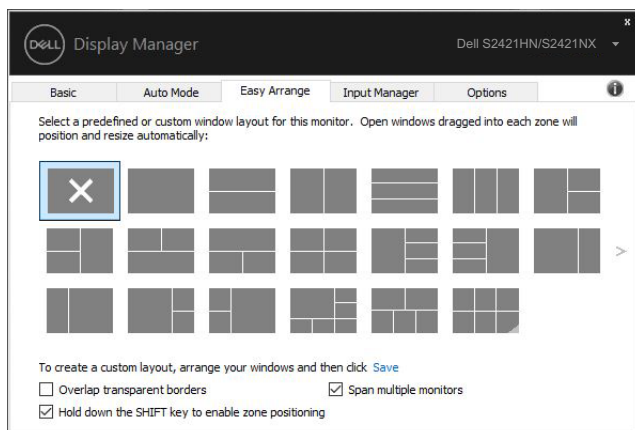 x
DELL Display Manager Dell S2421HN/S2421NX
Basic Auto Mode Easy Arrange Input Manager Options
Select a predefined or custom window layout for this monitor. Open windows dragged into each zone will
position and resize automatically:
To create a custom layout, arrange your windows and then click Save
Overlap transparent borders Span multiple monitors
Hold down the SHIFT key to enable zone positioning